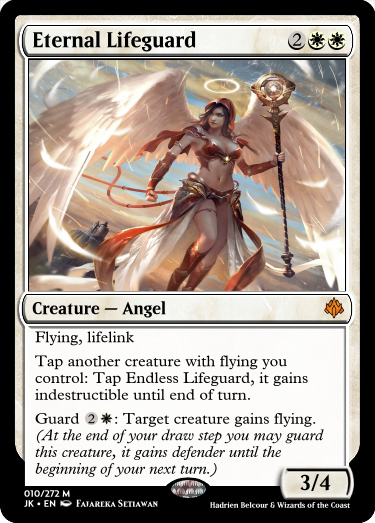 Eternal Lifeguard 2
Creature — Angel
Flying, lifelink
Tap another creature with flying you
control: Tap Endless Lifeguard, it gains
indestructible until end of turn.
Guard 2: Target creature gains flying.
(At the end of your draw step you may guard
this creature, it gains defender until the
beginning of your next turn.)
3/4
010/272 M
JK • EN Fajareka Setiawan
Hadrien Belcour & Wizards of the Coast